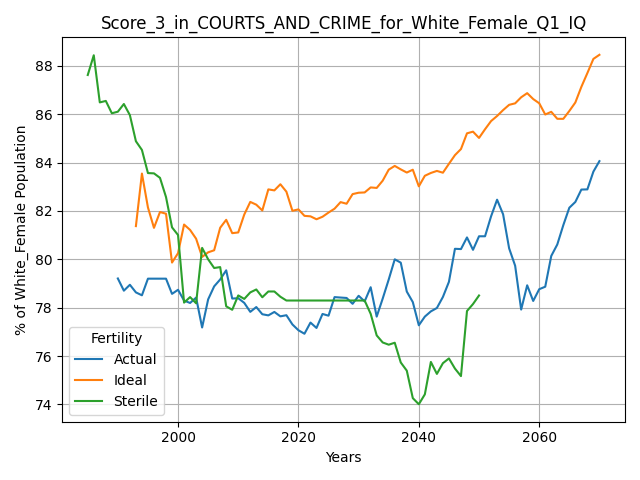 Score_3_in_COURTS_AND_CRIME_for_White_Female_Q1_IQ
% of White_Female Population
88
86
84
82
80
78
76
74
Fertility
Actual
Ideal
Sterile
2000 2020 2040 2060
Years